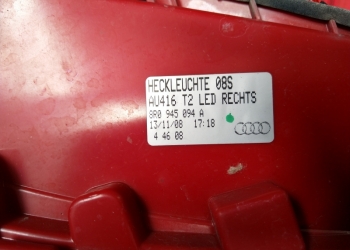 HECKLEUCHTE 08S
AU416 T2 LED RECHTS
8R0 945 094 A
13/11/08 17:18
4 46 08